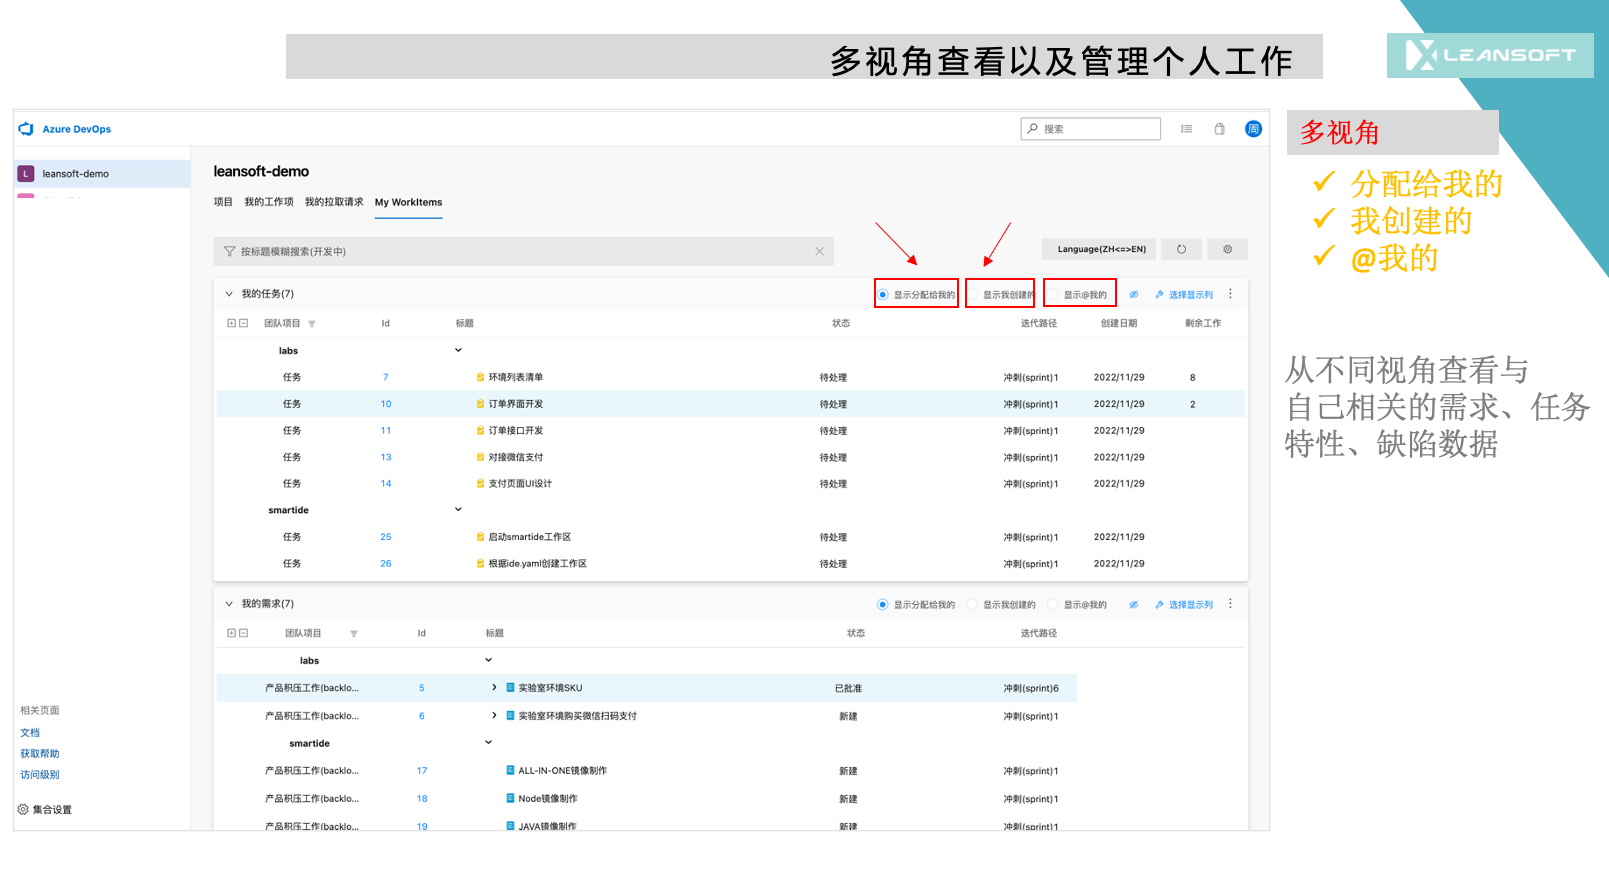 多视角查看以及管理个人工作
LEANSOFT
Azure DevOps
搜索
周
L leansoft-demo
leansoft-demo
项目 我的工作项 我的拉取请求 My WorkItems
按标题模糊搜索(开发中)
Language(ZH<=>EN)
我的任务(7) 显示分配给我的 显示我创建的 显示@我的 选择显示列
团队项目 Id 标题 状态 迭代路径 创建日期 剩余工作
labs
任务 7 环境列表清单 待处理 冲刺(sprint)1 2022/11/29 8
任务 10 订单界面开发 待处理 冲刺(sprint)1 2022/11/29 2
任务 11 订单接口开发 待处理 冲刺(sprint)1 2022/11/29
任务 13 对接微信支付 待处理 冲刺(sprint)1 2022/11/29
任务 14 支付页面UI设计 待处理 冲刺(sprint)1 2022/11/29
smartide
任务 25 启动smartide工作区 待处理 冲刺(sprint)1 2022/11/29
任务 26 根据ide.yaml创建工作区 待处理 冲刺(sprint)1 2022/11/29
我的需求(7) 显示分配给我的 显示我创建的 显示@我的 选择显示列
团队项目 Id 标题 状态 迭代路径
labs
产品积压工作(backlo... 5 实验室环境SKU 已批准 冲刺(sprint)6
产品积压工作(backlo... 6 实验室环境购买微信扫码支付 新建 冲刺(sprint)1
smartide
产品积压工作(backlo... 17 ALL-IN-ONE镜像制作 新建 冲刺(sprint)1
产品积压工作(backlo... 18 Node镜像制作 新建 冲刺(sprint)1
产品积压工作(backlo... 19 JAVA镜像制作 新建 冲刺(sprint)1
相关页面
文档
获取帮助
访问级别
集合设置
多视角
✓ 分配给我的
✓ 我创建的
✓ @我的
从不同视角查看与
自己相关的需求、任务
特性、缺陷数据